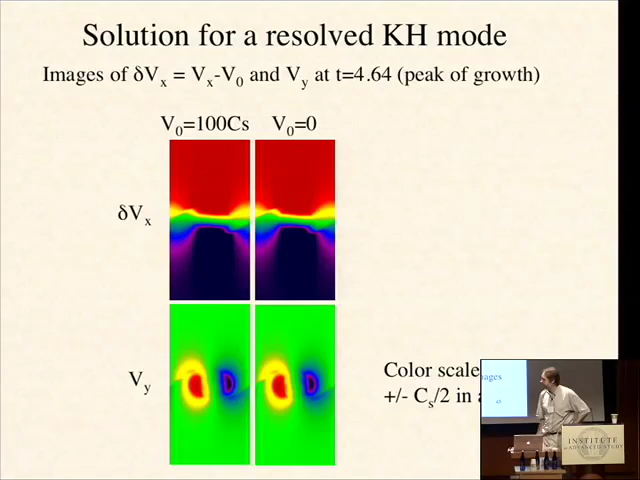 Solution for a resolved KH mode
Images of δVx = Vx-V0 and Vy at t=4.64 (peak of growth)
V0=100Cs V0=0
δVx
Vy
Color scale
+/- Cs/2 in
INSTITUTE
for ADVANCED STUDY